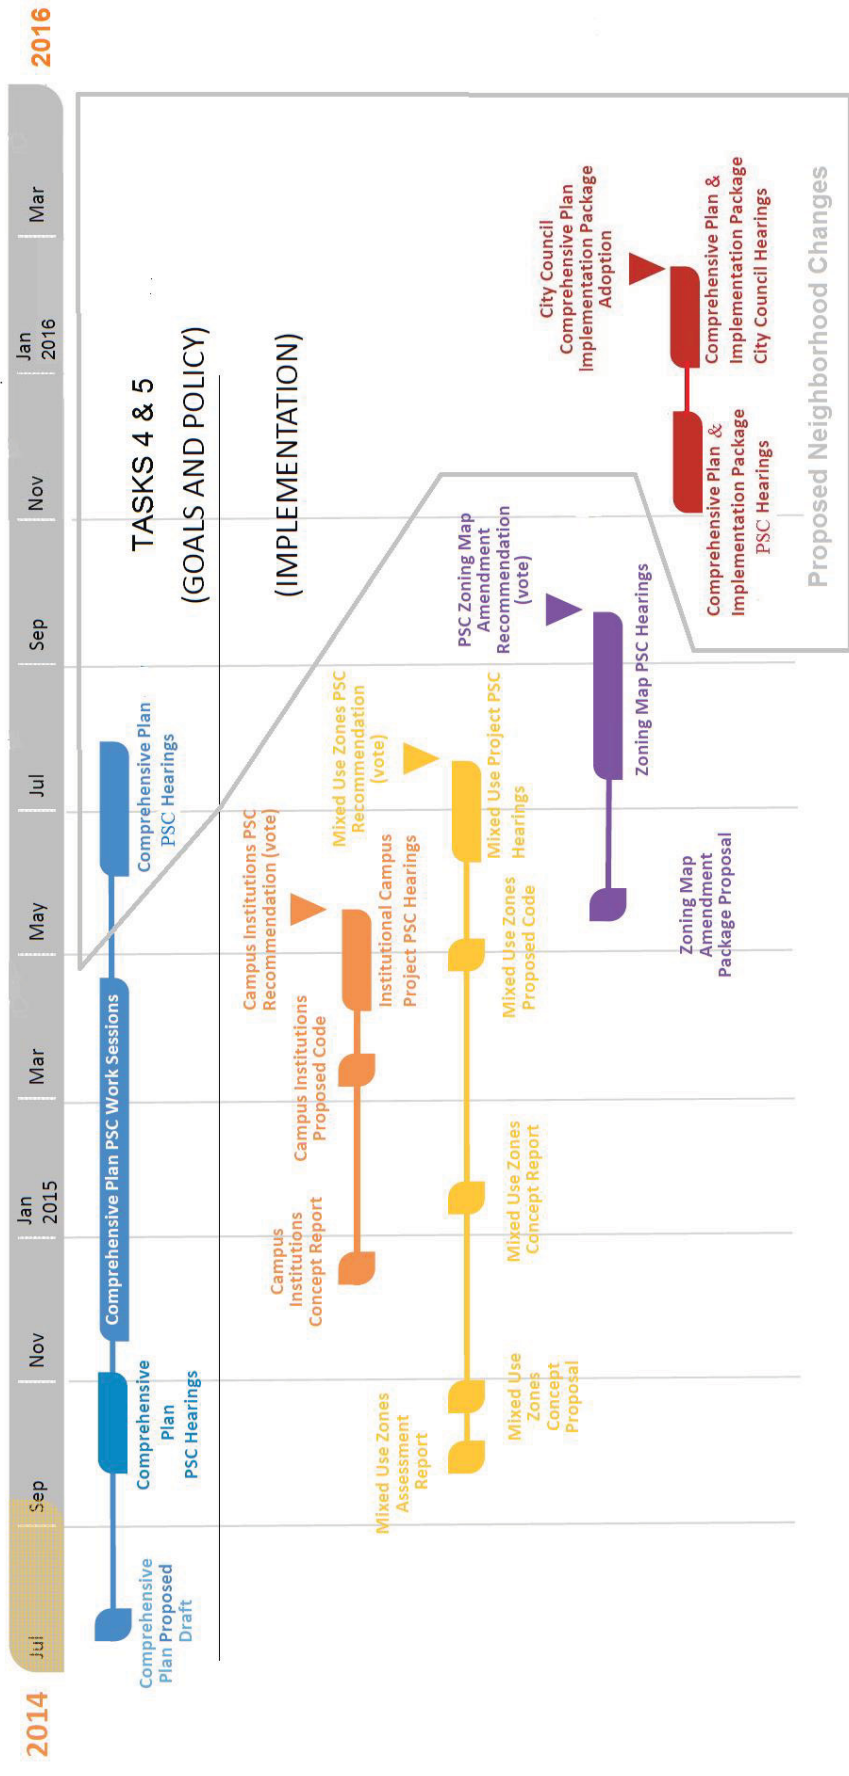 2014
Jul
Sep
Nov
Jan
2015
Mar
May
Jul
Sep
Nov
Jan
2016
Mar
2016
Comprehensive
Plan Proposed
Draft
Comprehensive
Plan
PSC Hearings
Comprehensive Plan PSC Work Sessions
Comprehensive Plan
PSC Hearings
TASKS 4 & 5
(GOALS AND POLICY)
(IMPLEMENTATION)
Campus
Institutions
Concept Report
Campus Institutions
Proposed Code
Campus Institutions PSC
Recommendation (vote)
Institutional Campus
Project PSC Hearings
Mixed Use Zones
Assessment
Report
Mixed Use
Zones
Concept
Proposal
Mixed Use Zones
Concept Report
Mixed Use Zones
Proposed Code
Mixed Use Zones PSC
Recommendation
(vote)
Mixed Use Project PSC
Hearings
Zoning Map
Amendment
Package Proposal
PSC Zoning Map
Amendment
Recommendation
(vote)
Zoning Map PSC Hearings
City Council
Comprehensive Plan
Implementation Package
Adoption
Comprehensive Plan &
Implementation Package
PSC Hearings
Comprehensive Plan &
Implementation Package
City Council Hearings
Proposed Neighborhood Changes